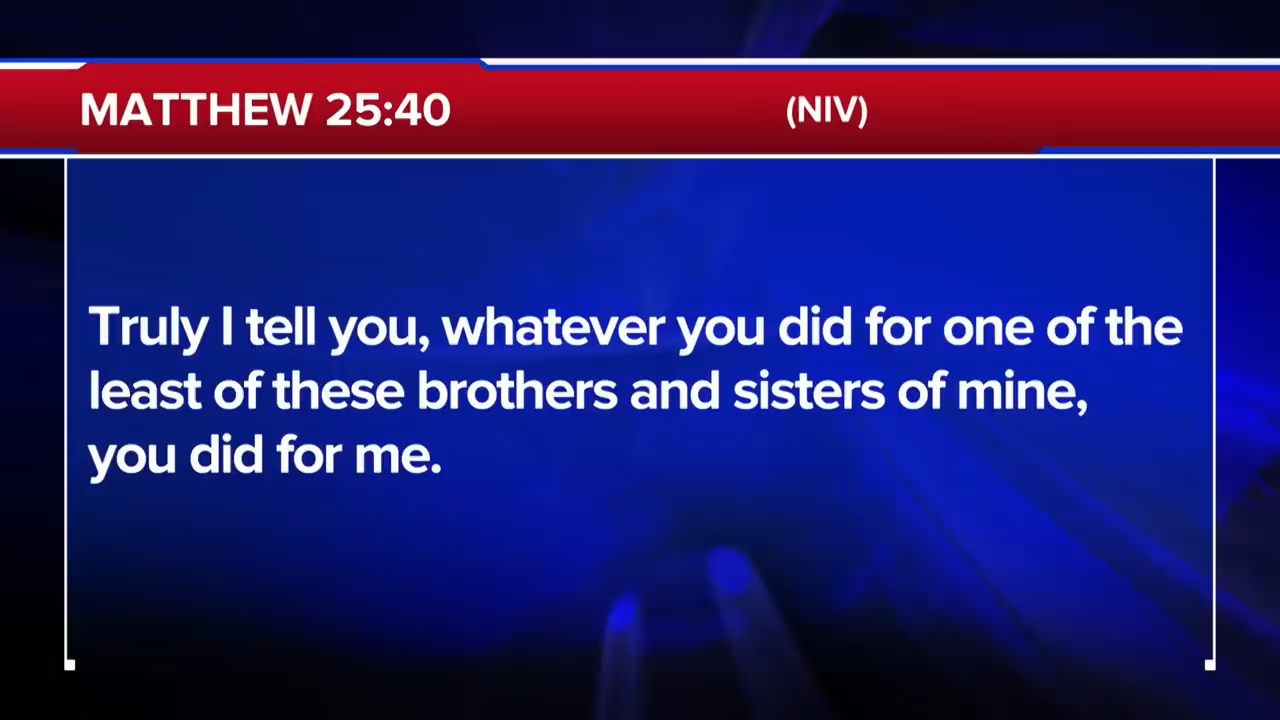 MATTHEW 25:40 (NIV)
Truly I tell you, whatever you did for one of the
least of these brothers and sisters of mine,
you did for me.